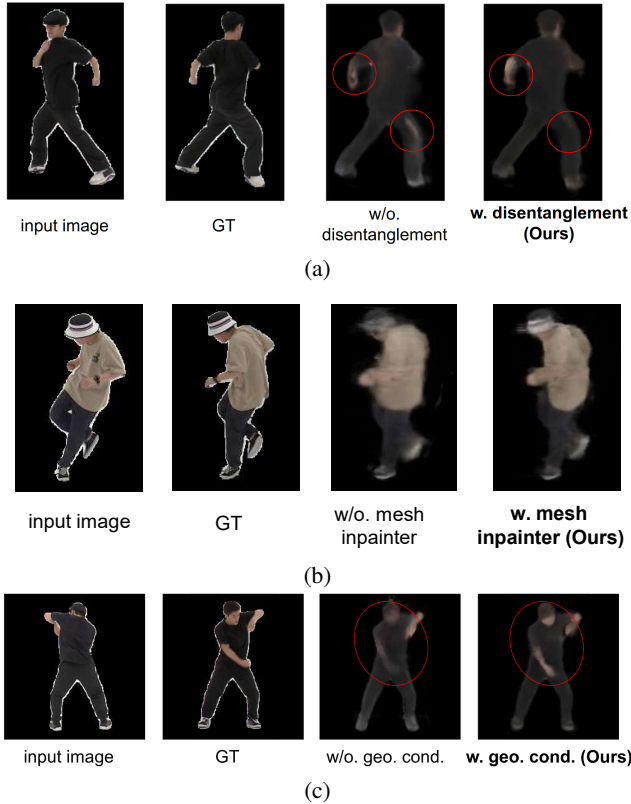 input image
GT
w/o.
disentanglement
w. disentanglement
(Ours)
(a)
input image
GT
w/o. mesh
inpainter
w. mesh
inpainter (Ours)
(b)
input image
GT
w/o. geo. cond.
w. geo. cond. (Ours)
(c)